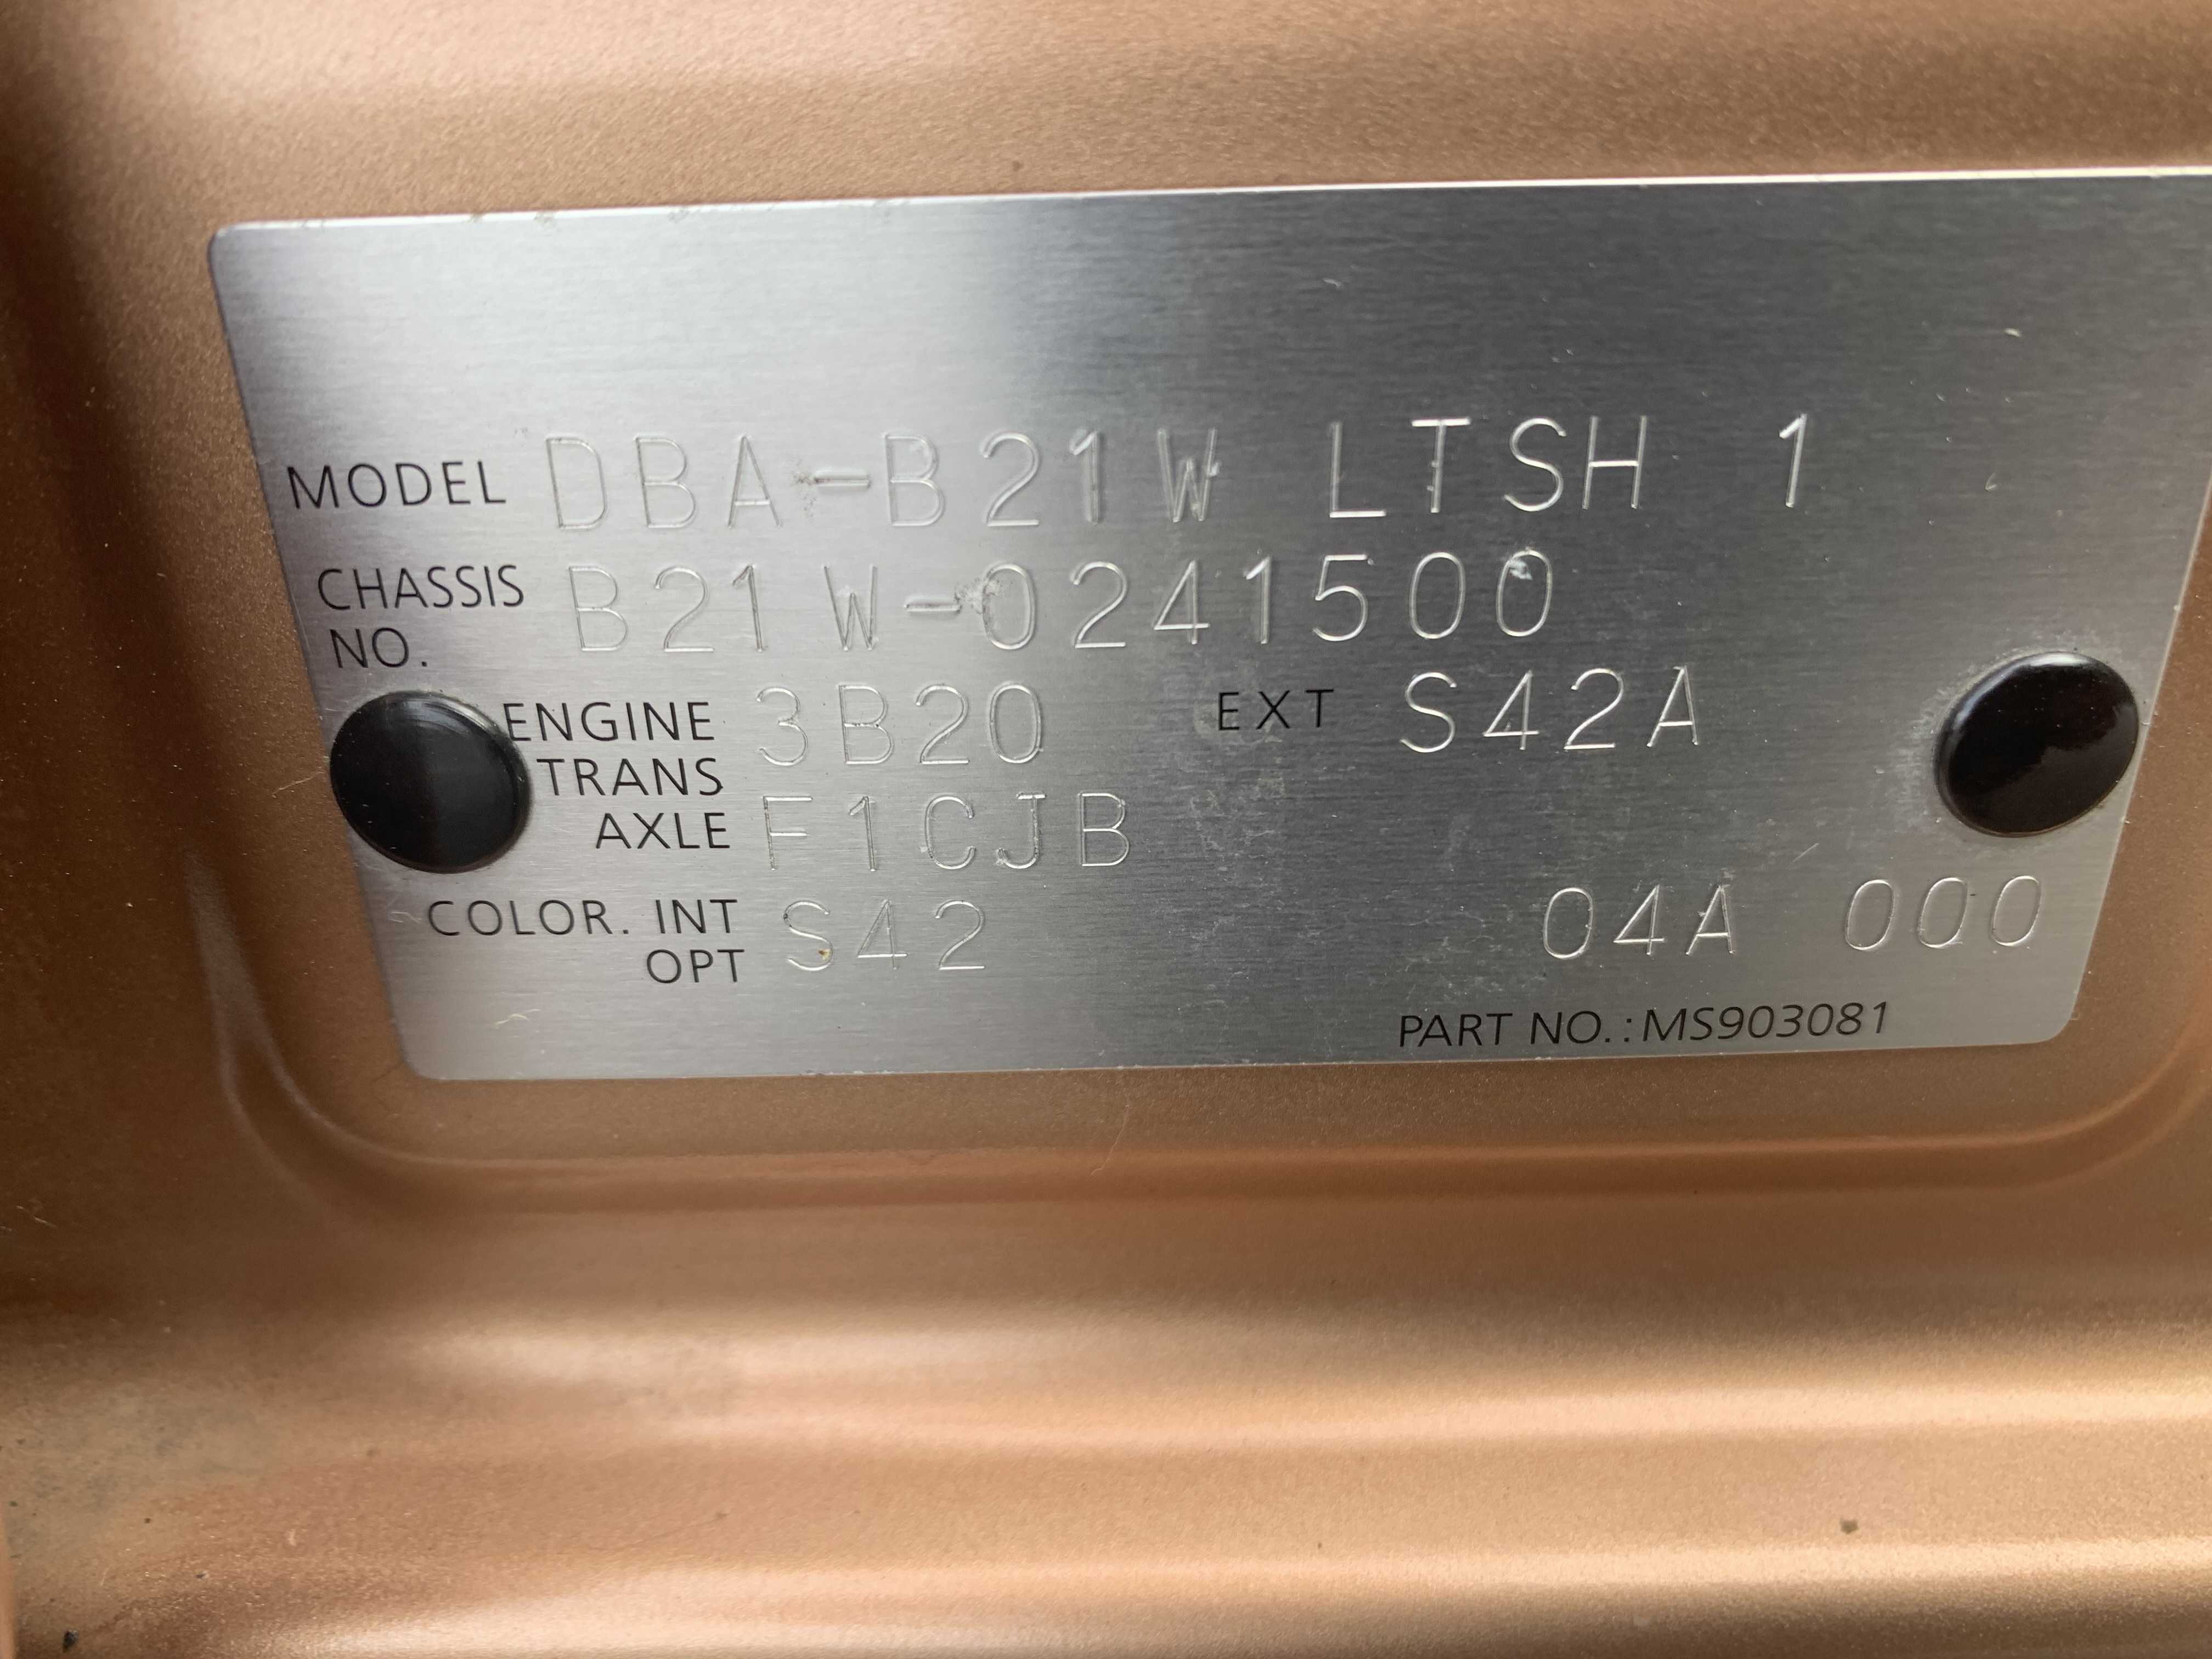 MODEL DBA-B21W LTSH 1
CHASSIS NO. B21W-0241500
ENGINE 3B20 EXT S42A
TRANS AXLE F1CJB
COLOR. INT OPT S42 04A 000
PART NO.:MS903081